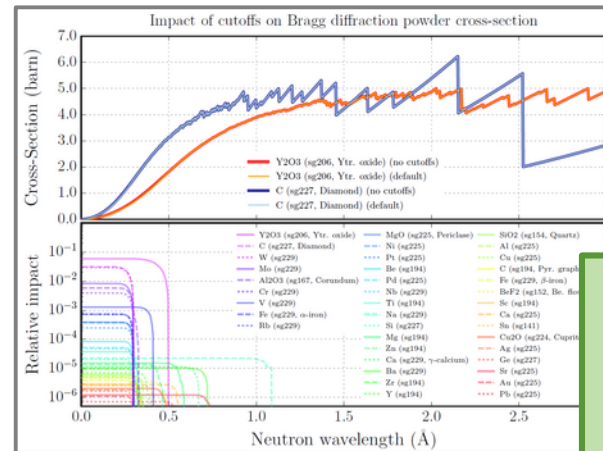 Impact of cutoffs on Bragg diffraction powder cross-section
Cross-Section (barn)
7.0
6.0
5.0
4.0
3.0
2.0
1.0
0.0
Y2O3 (sg206, Ytr. oxide) (no cutoffs)
Y2O3 (sg206, Ytr. oxide) (default)
C (sg227, Diamond) (no cutoffs)
C (sg227, Diamond) (default)
Relative impact
10⁻¹
10⁻²
10⁻³
10⁻⁴
10⁻⁵
10⁻⁶
Y2O3 (sg206, Ytr. oxide)
C (sg227, Diamond)
W (sg229)
Mo (sg229)
Al2O3 (sg167, Corundum)
Cr (sg229)
V (sg229)
Fe (sg229, α-iron)
Rb (sg229)
MgO (sg225, Periclase)
Ni (sg225)
Pt (sg225)
Be (sg194)
Pd (sg225)
Nb (sg229)
Ti (sg194)
Na (sg229)
Si (sg227)
Mg (sg194)
Zn (sg194)
Ca (sg229, γ-calcium)
Ba (sg229)
Zr (sg194)
Y (sg194)
SiO2 (sg154, Quartz)
Al (sg225)
Cu (sg225)
C (sg194, Pyr. graph
Fe (sg229, β-iron)
BeF2 (sg152, Be. flu
Sc (sg194)
Ca (sg225)
Sn (sg141)
Cu2O (sg224, Cuprit
Ag (sg225)
Ge (sg227)
Sr (sg225)
Au (sg225)
Pb (sg225)
0.0 0.5 1.0 1.5 2.0 2.5
Neutron wavelength (Å)